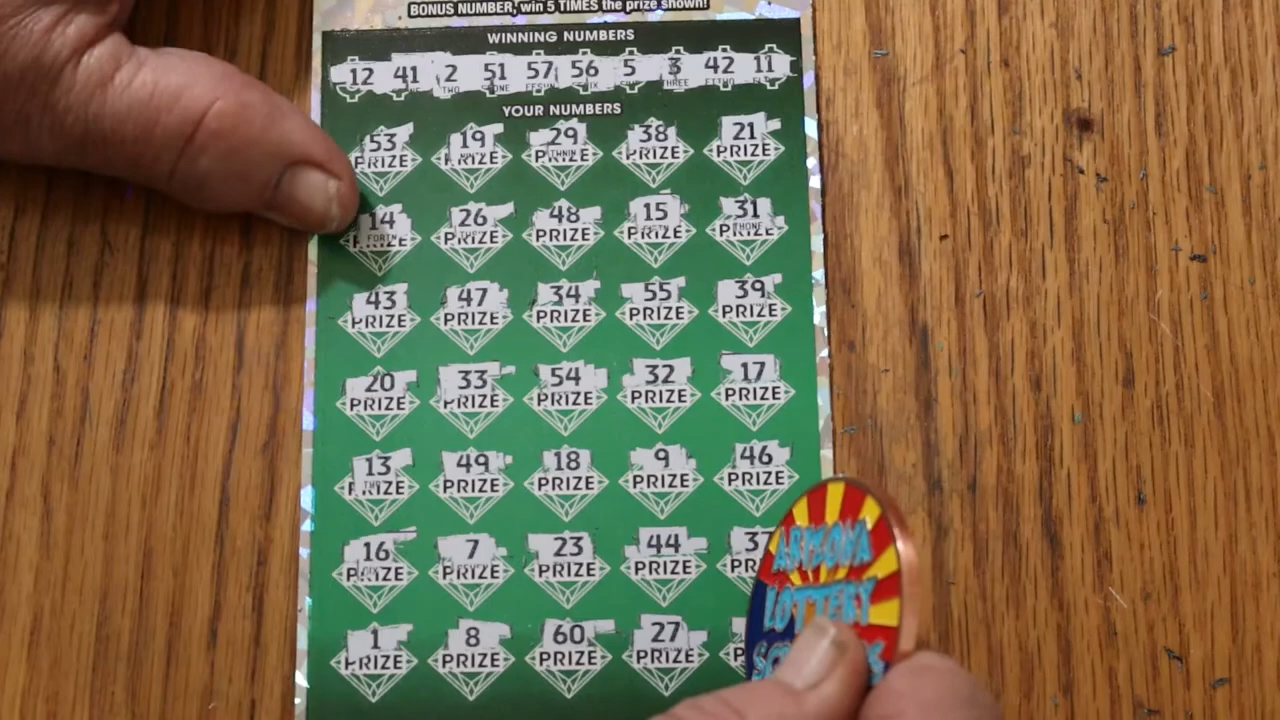 BONUS NUMBER, win 5 TIMES the prize shown!
WINNING NUMBERS
12 41 2 51 57 56 5 3 42 11
TWO THREE
YOUR NUMBERS
53 19 29 38 21
PRIZE PRIZE PRIZE PRIZE PRIZE
14 26 48 15 31
PRIZE PRIZE PRIZE PRIZE PRIZE
43 47 34 55 39
PRIZE PRIZE PRIZE PRIZE PRIZE
20 33 54 32 17
PRIZE PRIZE PRIZE PRIZE PRIZE
13 49 18 9 46
PRIZE PRIZE PRIZE PRIZE PRIZE
16 7 23 44 37
PRIZE PRIZE PRIZE PRIZE
1 8 60 27
PRIZE PRIZE PRIZE PRIZE
ARIZONA
LOTTERY